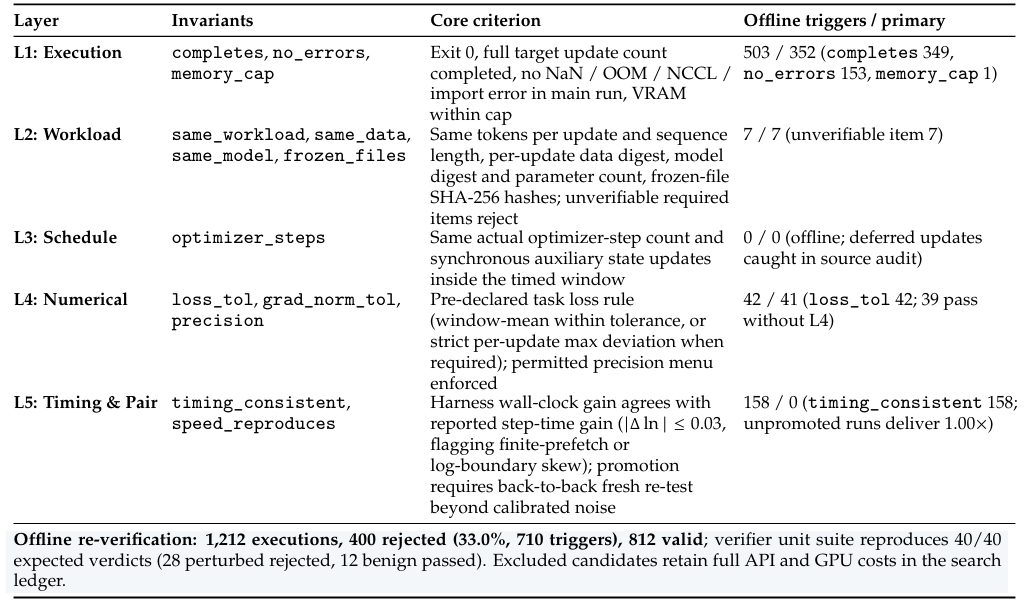 Layer Invariants Core criterion Offline triggers / primary
L1: Execution completes, no_errors, Exit 0, full target update count 503 / 352 (completes 349,
memory_cap completed, no NaN / OOM / NCCL / no_errors 153, memory_cap 1)
import error in main run, VRAM
within cap
L2: Workload same_workload, same_data, Same tokens per update and sequence 7 / 7 (unverifiable item 7)
same_model, frozen_files length, per-update data digest, model
digest and parameter count, frozen-file
SHA-256 hashes; unverifiable required
items reject
L3: Schedule optimizer_steps Same actual optimizer-step count and 0 / 0 (offline; deferred updates
synchronous auxiliary state updates caught in source audit)
inside the timed window
L4: Numerical loss_tol, grad_norm_tol, Pre-declared task loss rule 42 / 41 (loss_tol 42; 39 pass
precision (window-mean within tolerance, or without L4)
strict per-update max deviation when
required); permitted precision menu
enforced
L5: Timing & Pair timing_consistent, Harness wall-clock gain agrees with 158 / 0 (timing_consistent 158;
speed_reproduces reported step-time gain (|Δ ln | ≤ 0.03, unpromoted runs deliver 1.00×)
flagging finite-prefetch or
log-boundary skew); promotion
requires back-to-back fresh re-test
beyond calibrated noise
Offline re-verification: 1,212 executions, 400 rejected (33.0%, 710 triggers), 812 valid; verifier unit suite reproduces 40/40
expected verdicts (28 perturbed rejected, 12 benign passed). Excluded candidates retain full API and GPU costs in the search
ledger.